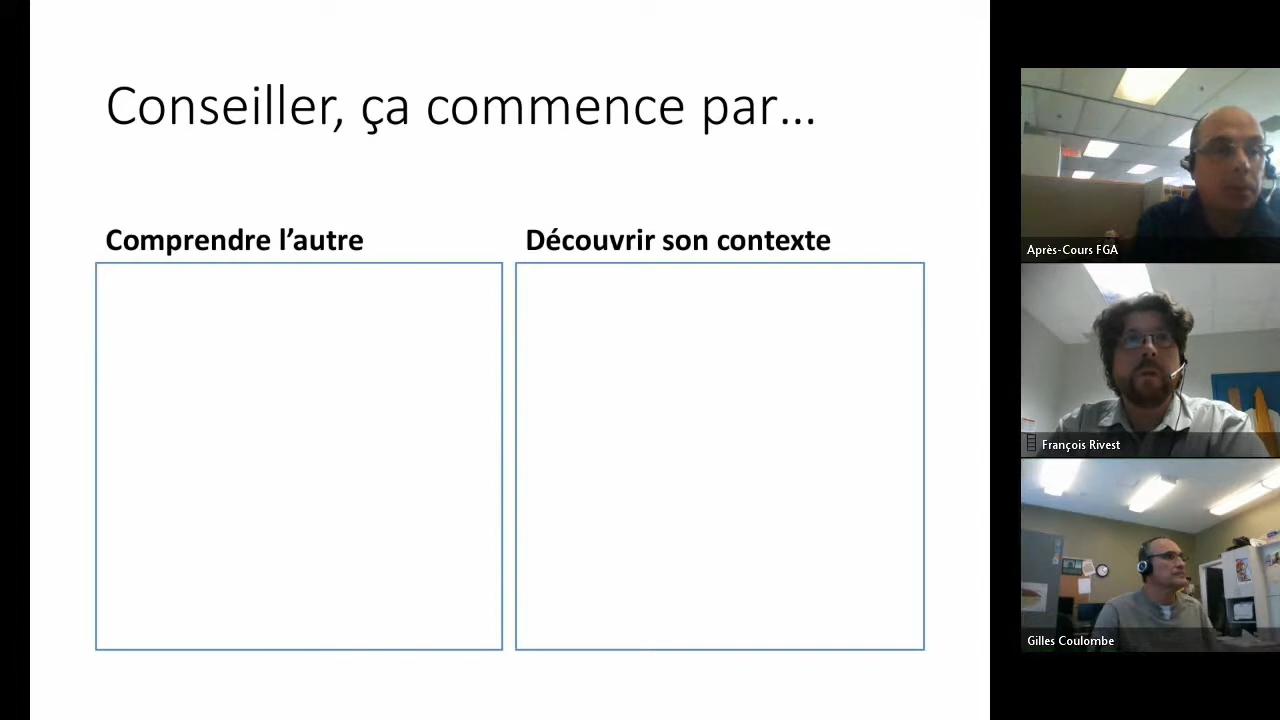 Conseiller, ça commence par...
Comprendre l’autre
Découvrir son contexte
Après-Cours FGA
François Rivest
Gilles Coulombe